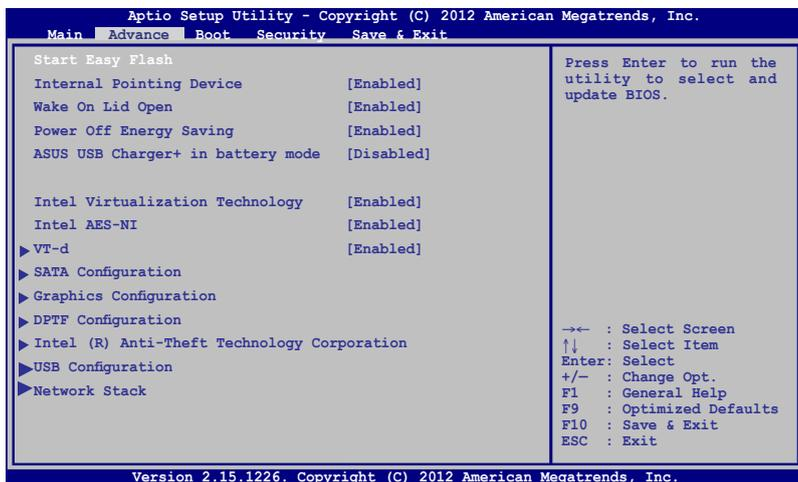 Aptio Setup Utility - Copyright (C) 2012 American Megatrends, Inc.
Main Advance Boot Security Save & Exit
Start Easy Flash
Internal Pointing Device [Enabled]
Wake On Lid Open [Enabled]
Power Off Energy Saving [Enabled]
ASUS USB Charger+ in battery mode [Disabled]
Intel Virtualization Technology [Enabled]
Intel AES-NI [Enabled]
VT-d [Enabled]
SATA Configuration
Graphics Configuration
DPTF Configuration
Intel (R) Anti-Theft Technology Corporation
USB Configuration
Network Stack
Press Enter to run the
utility to select and
update BIOS.
→← : Select Screen
↑↓ : Select Item
Enter: Select
+/— : Change Opt.
F1 : General Help
F9 : Optimized Defaults
F10 : Save & Exit
ESC : Exit
Version 2.15.1226. Copyright (C) 2012 American Megatrends, Inc.